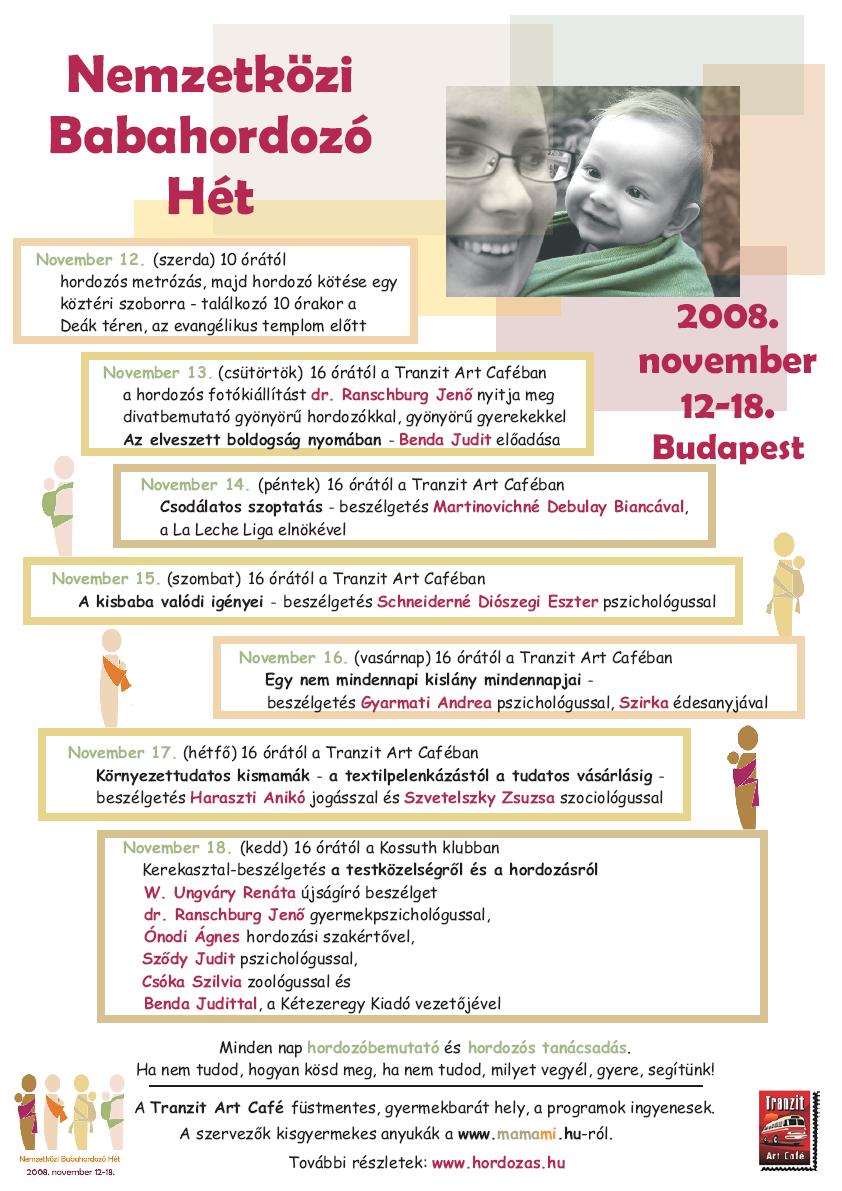 Nemzetközi
Babahordozó
Hét
November 12. (szerda) 10 órától
hordozós metrózás, majd hordozó kötése egy
köztéri szoborra - találkozó 10 órakor a
Deák téren, az evangélikus templom előtt
2008.
november
12-18.
Budapest
November 13. (csütörtök) 16 órától a Tranzit Art Caféban
a hordozós fotókiállítást dr. Ranschburg Jenő nyitja meg
divatbemutató gyönyörű hordozókkal, gyönyörű gyerekekkel
Az elveszett boldogság nyomában - Benda Judit előadása
November 14. (péntek) 16 órától a Tranzit Art Caféban
Csodálatos szoptatás - beszélgetés Martinovichné Debulay Biancával,
a La Leche Liga elnökével
November 15. (szombat) 16 órától a Tranzit Art Caféban
A kisbaba valódi igényei - beszélgetés Schneiderné Diószegi Eszter pszichológussal
November 16. (vasárnap) 16 órától a Tranzit Art Caféban
Egy nem mindennapi kislány mindennapjai -
beszélgetés Gyarmati Andrea pszichológussal, Szirka édesanyjával
November 17. (hétfő) 16 órától a Tranzit Art Caféban
Környezettudatos kismamák - a textilpelenkázástól a tudatos vásárlásig -
beszélgetés Haraszti Anikó jogásszal és Szvetelszky Zsuzsa szociológussal
November 18. (kedd) 16 órától a Kossuth klubban
Kerekasztal-beszélgetés a testközelségről és a hordozásról
W. Ungváry Renáta újságíró beszélget
dr. Ranschburg Jenő gyermekpszichológussal,
Ónodi Ágnes hordozási szakértővel,
Sződy Judit pszichológussal,
Csóka Szilvia zoológussal és
Benda Judittal, a Kétezeregy Kiadó vezetőjével
Minden nap hordozóbemutató és hordozós tanácsadás.
Ha nem tudod, hogyan kösd meg, ha nem tudod, milyet vegyél, gyere, segítünk!
A Tranzit Art Café füstmentes, gyermekbarát hely, a programok ingyenesek.
A szervezők kisgyermekes anyukák a www.mamami.hu-ról.
További részletek: www.hordozas.hu
Nemzetközi Babahordozó Hét
2008. november 12-18.
Tranzit
Art Café